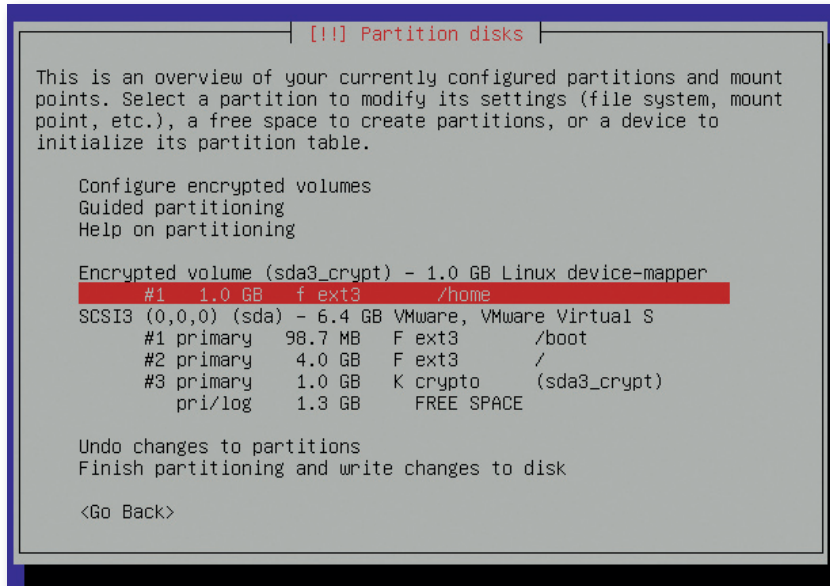 [!!] Partition disks
This is an overview of your currently configured partitions and mount
points. Select a partition to modify its settings (file system, mount
point, etc.), a free space to create partitions, or a device to
initialize its partition table.
Configure encrypted volumes
Guided partitioning
Help on partitioning
Encrypted volume (sda3_crypt) – 1.0 GB Linux device-mapper
#1 1.0 GB f ext3 /home
SCSI3 (0,0,0) (sda) – 6.4 GB VMware, VMware Virtual S
#1 primary 98.7 MB F ext3 /boot
#2 primary 4.0 GB F ext3 /
#3 primary 1.0 GB K crypto (sda3_crypt)
pri/log 1.3 GB FREE SPACE
Undo changes to partitions
Finish partitioning and write changes to disk
<Go Back>